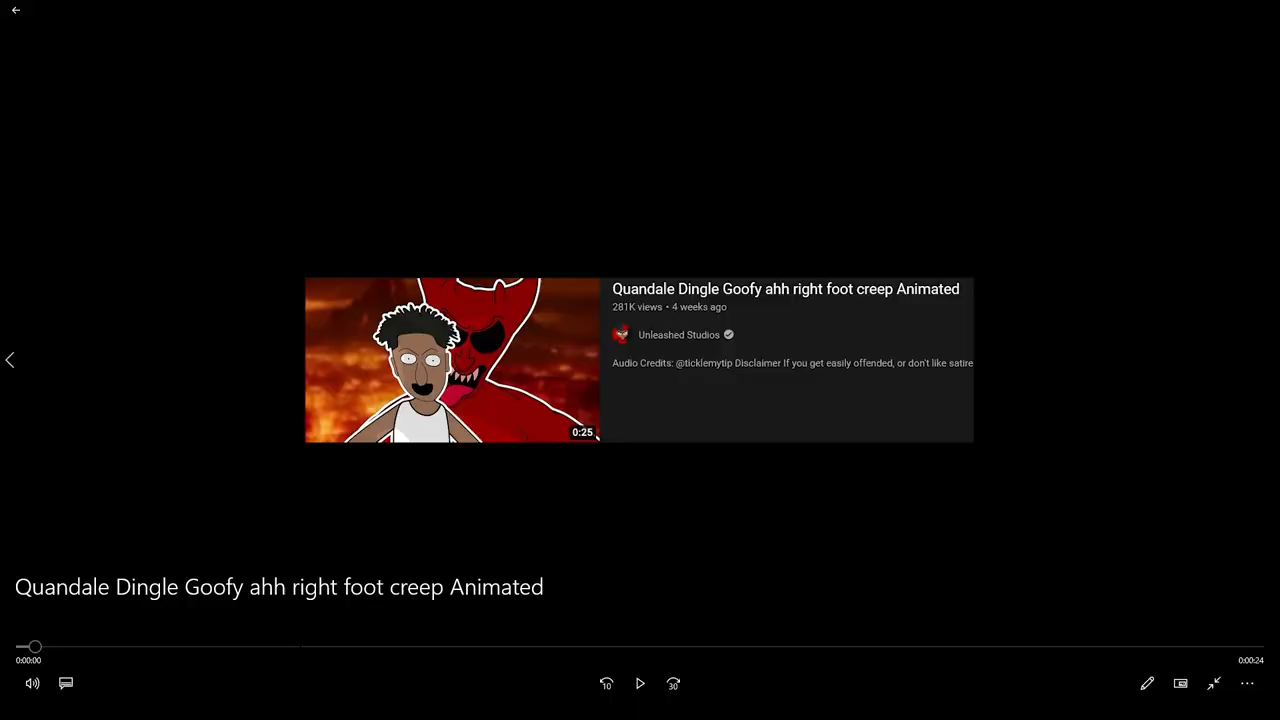 Quandale Dingle Goofy ahh right foot creep Animated
281K views • 4 weeks ago
Unleashed Studios
Audio Credits: @ticklemytip Disclaimer If you get easily offended, or don't like satire
0:25
Quandale Dingle Goofy ahh right foot creep Animated
0:00:00
0:00:24
10
30